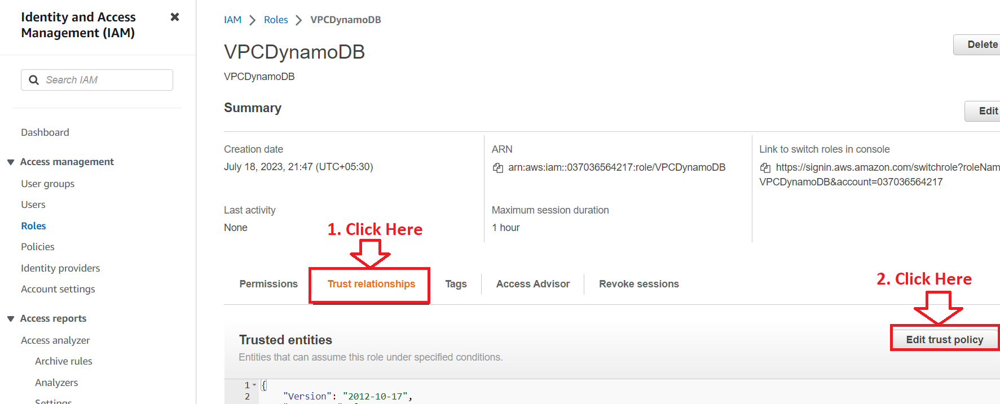 Identity and Access
Management (IAM)
Search IAM
Dashboard
Access management
User groups
Users
Roles
Policies
Identity providers
Account settings
Access reports
Access analyzer
Archive rules
Analyzers
Settings
IAM > Roles > VPCDynamoDB
VPCDynamoDB
Delete
VPCDynamoDB
Summary
Edit
Creation date
July 18, 2023, 21:47 (UTC+05:30)
ARN
arn:aws:iam::037036564217:role/VPCDynamoDB
Link to switch roles in console
https://signin.aws.amazon.com/switchrole?roleNam
VPCDynamoDB&account=037036564217
Last activity
None
Maximum session duration
1 hour
1. Click Here
Permissions
Trust relationships
Tags
Access Advisor
Revoke sessions
2. Click Here
Trusted entities
Edit trust policy
Entities that can assume this role under specified conditions.
1 {
2 "Version": "2012-10-17",